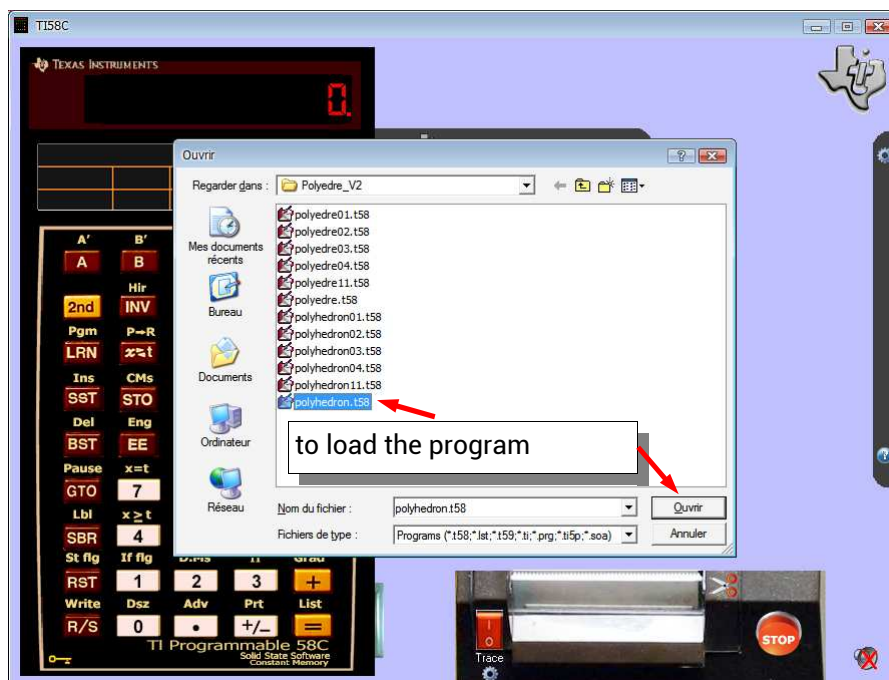 TI58C
TEXAS INSTRUMENTS
0.
Ouvrir
Regarder dans :
Polyedre_V2
polyedre01.t58
polyedre02.t58
polyedre03.t58
polyedre04.t58
polyedre11.t58
polyedre.t58
polyhedron01.t58
polyhedron02.t58
polyhedron03.t58
polyhedron04.t58
polyhedron11.t58
polyhedron.t58
Mes documents
récents
Bureau
Documents
Ordinateur
Réseau
to load the program
Nom du fichier :
polyhedron.t58
Ouvrir
Fichiers de type :
Programs (*.t58;*.lst;*.t59;*.ti;*.prg;*.ti5p;*.soa)
Annuler
A' B'
A B
Hir
2nd INV
Pgm P→R
LRN x≷t
Ins CMs
SST STO
Del Eng
BST EE
Pause x=t
GTO 7
Lbl x≥t
SBR 4
St flg If flg D.Ms
RST 1 2 3 +
Write Dsz Adv Prt List
R/S 0 • +/− =
TI Programmable 58C
Solid State Software
Constant Memory
Trace
STOP